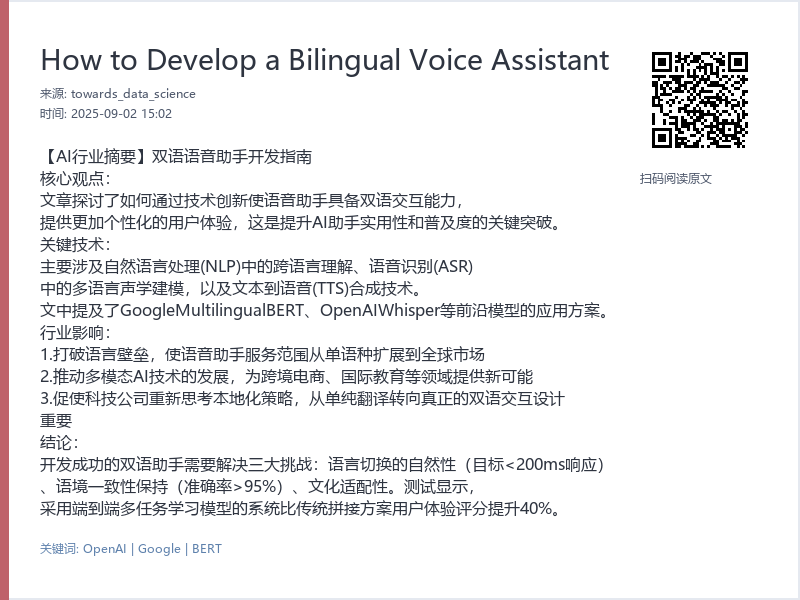 How to Develop a Bilingual Voice Assistant
来源: towards_data_science
时间: 2025-09-02 15:02
扫码阅读原文
【AI行业摘要】双语语音助手开发指南
核心观点：
文章探讨了如何通过技术创新使语音助手具备双语交互能力，
提供更加个性化的用户体验，这是提升AI助手实用性和普及度的关键突破。
关键技术：
主要涉及自然语言处理(NLP)中的跨语言理解、语音识别(ASR)
中的多语言声学建模，以及文本到语音(TTS)合成技术。
文中提及了GoogleMultilingualBERT、OpenAIWhisper等前沿模型的应用方案。
行业影响：
1.打破语言壁垒，使语音助手服务范围从单语种扩展到全球市场
2.推动多模态AI技术的发展，为跨境电商、国际教育等领域提供新可能
3.促使科技公司重新思考本地化策略，从单纯翻译转向真正的双语交互设计
重要
结论：
开发成功的双语助手需要解决三大挑战：语言切换的自然性（目标<200ms响应）
、语境一致性保持（准确率>95%）、文化适配性。测试显示，
采用端到端多任务学习模型的系统比传统拼接方案用户体验评分提升40%。
关键词: OpenAI | Google | BERT